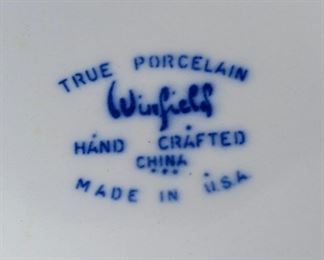 TRUE PORCELAIN
Winfield
HAND CRAFTED
CHINA
MADE IN U.S.A